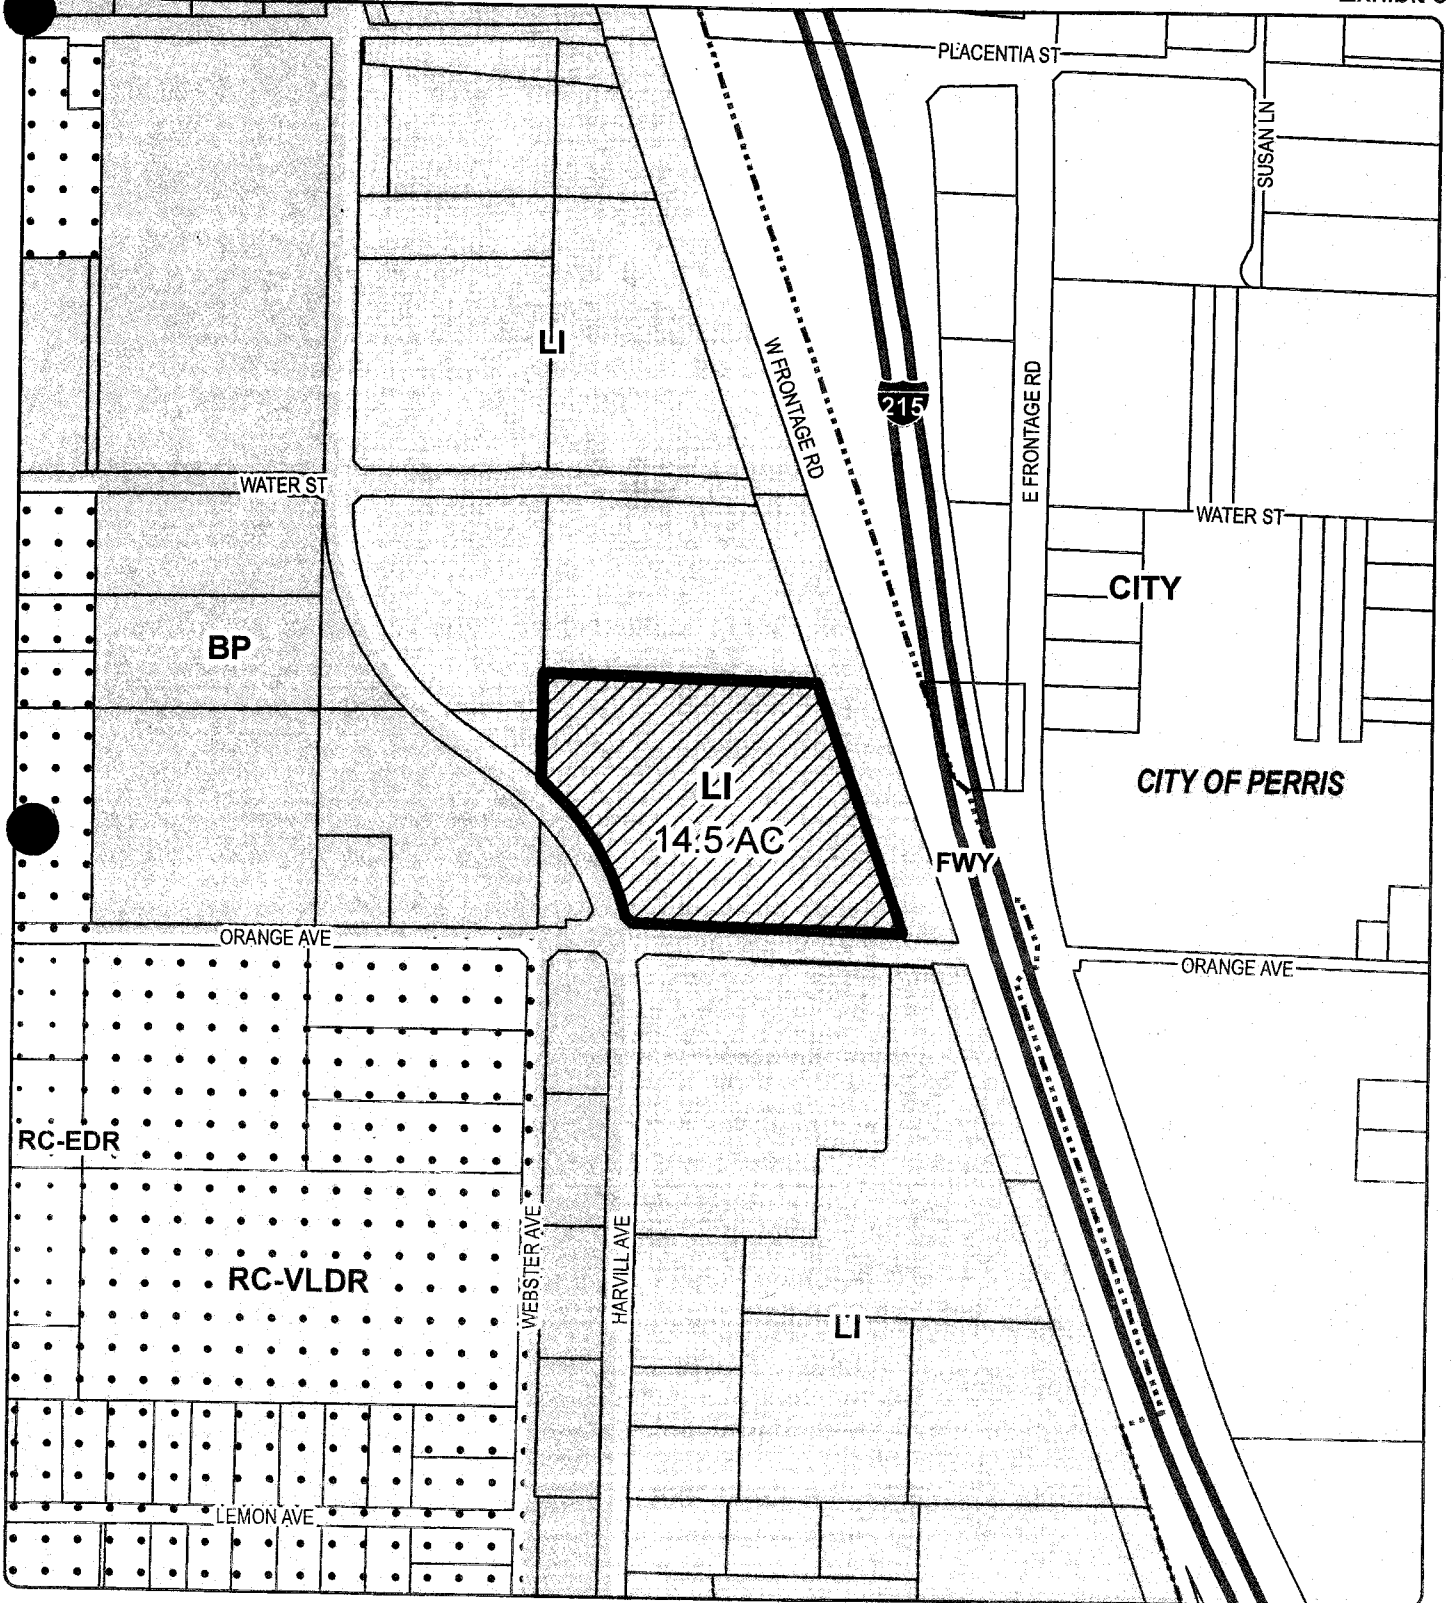 PLACENTIA ST
SUSAN LN
LI
W FRONTAGE RD
215
E FRONTAGE RD
WATER ST
WATER ST
CITY
BP
CITY OF PERRIS
LI
14.5 AC
FWY
ORANGE AVE
ORANGE AVE
RC-EDR
RC-VLDR
WEBSTER AVE
HARVILL AVE
LI
LEMON AVE